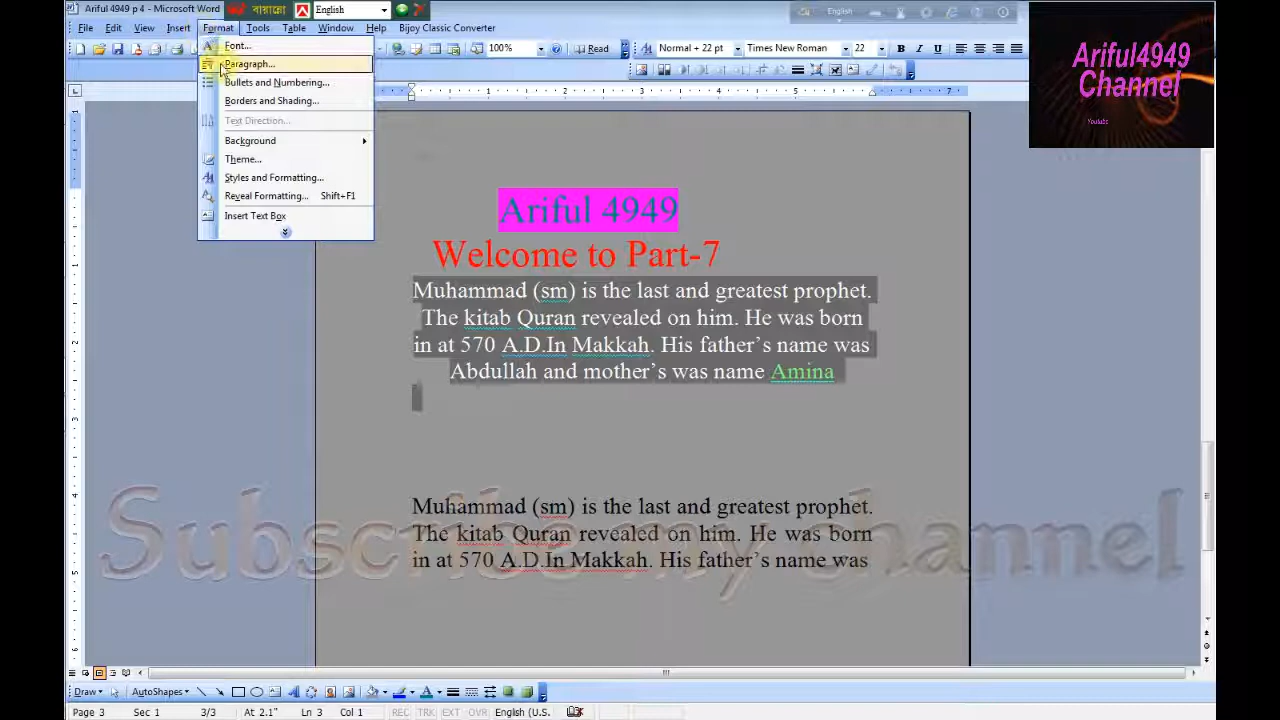 Ariful 4949 p 4 - Microsoft Word
বায়ান্নো
English
English
File Edit View Insert Format Tools Table Window Help Bijoy Classic Converter
100%
Read
Normal + 22 pt
Times New Roman
22
B I U
Font...
Paragraph...
Bullets and Numbering...
Borders and Shading...
Text Direction...
Background
Theme...
Styles and Formatting...
Reveal Formatting... Shift+F1
Insert Text Box
Ariful4949
Channel
Youtube
Ariful 4949
Welcome to Part-7
Muhammad (sm) is the last and greatest prophet.
The kitab Quran revealed on him. He was born
in at 570 A.D.In Makkah. His father’s name was
Abdullah and mother’s was name Amina
Muhammad (sm) is the last and greatest prophet.
The kitab Quran revealed on him. He was born
in at 570 A.D.In Makkah. His father’s name was
Subscribe my channel
Draw AutoShapes
Page 3 Sec 1 3/3 At 2.1" Ln 3 Col 1 REC TRK EXT OVR English (U.S.